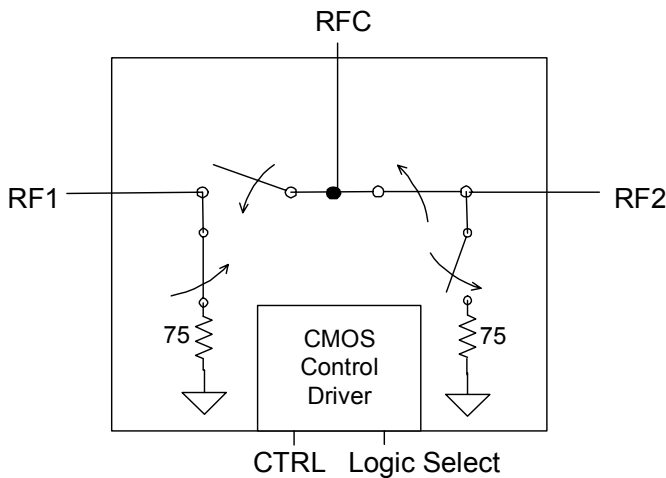 RFC
RF1
RF2
75
75
CMOS
Control
Driver
CTRL
Logic Select